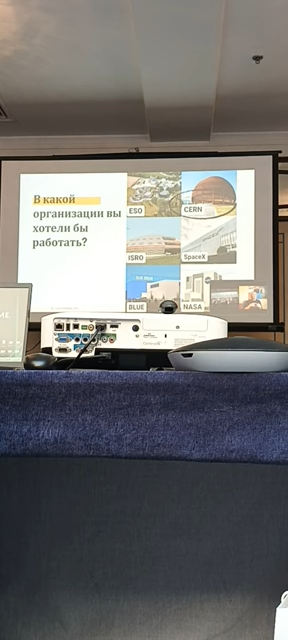 В какой
организации вы
хотели бы
работать?
ESO
CERN
ISRO
SpaceX
BLUE
NASA